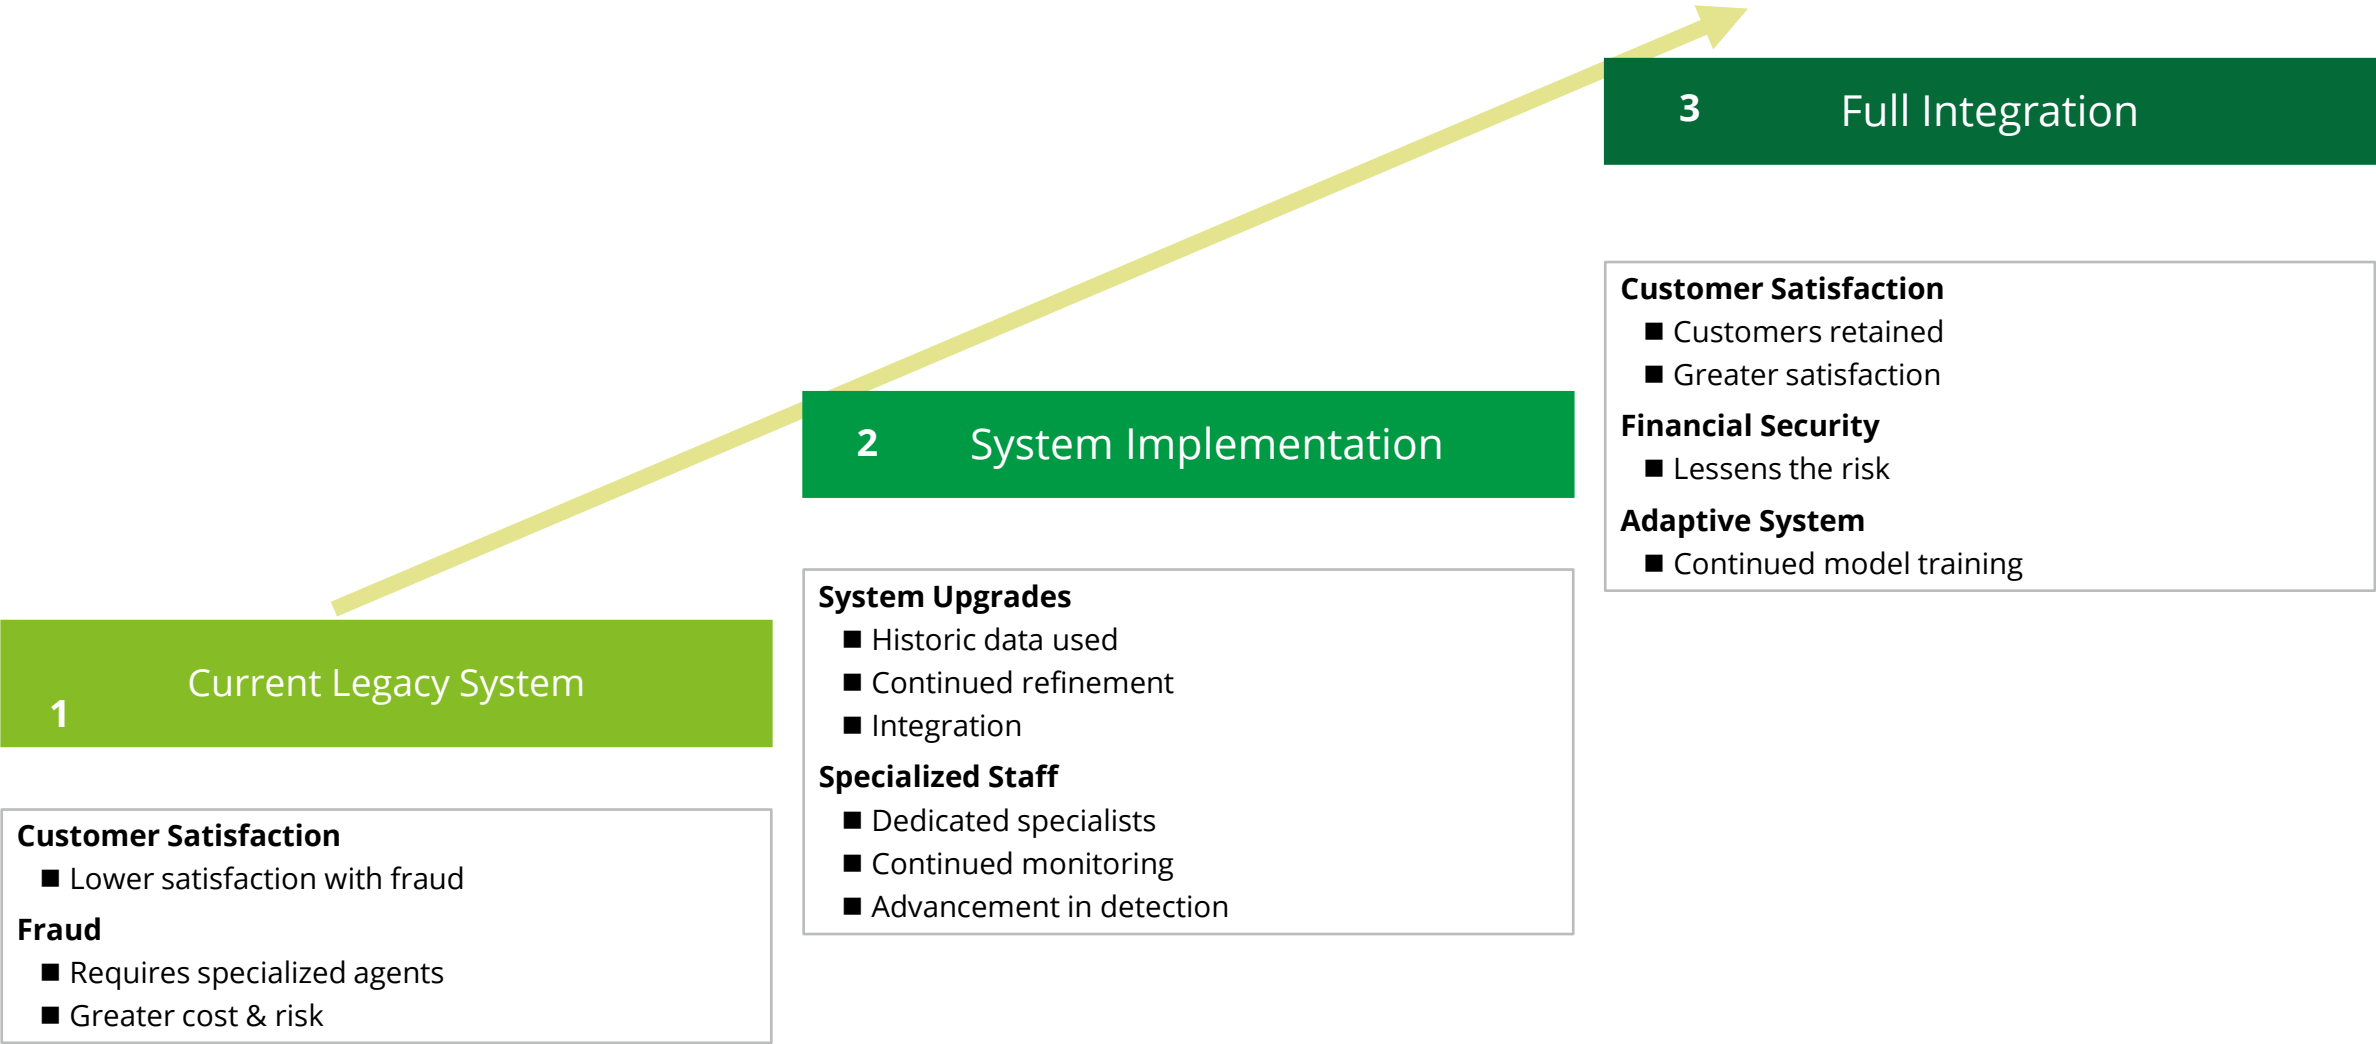 1
Current Legacy System
Customer Satisfaction
■ Lower satisfaction with fraud
Fraud
■ Requires specialized agents
■ Greater cost & risk
2 System Implementation
System Upgrades
■ Historic data used
■ Continued refinement
■ Integration
Specialized Staff
■ Dedicated specialists
■ Continued monitoring
■ Advancement in detection
3 Full Integration
Customer Satisfaction
■ Customers retained
■ Greater satisfaction
Financial Security
■ Lessens the risk
Adaptive System
■ Continued model training